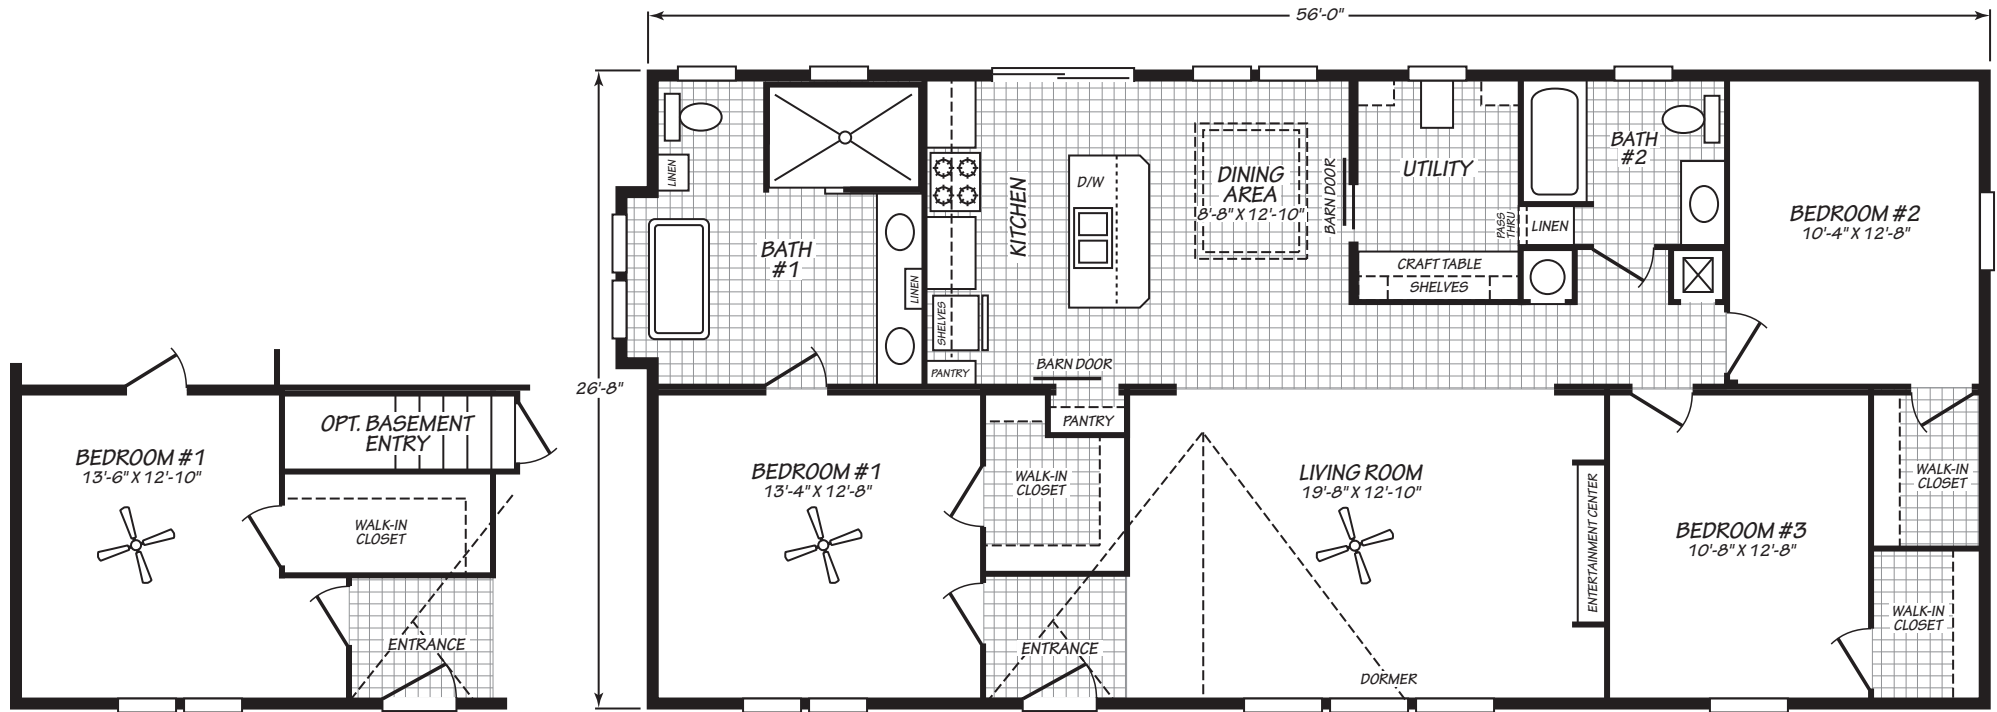 56'-0"
26'-8"
BEDROOM #1
13'-6" X 12'-10"
OPT. BASEMENT
ENTRY
WALK-IN
CLOSET
ENTRANCE
LINEN
BATH
#1
LINEN
SHELVES
PANTRY
KITCHEN
D/W
DINING
AREA
8'-8" X 12'-10"
BARN DOOR
BARN DOOR
PANTRY
UTILITY
PASS
THRU
CRAFT TABLE
SHELVES
BATH
#2
LINEN
BEDROOM #2
10'-4" X 12'-8"
BEDROOM #1
13'-4" X 12'-8"
WALK-IN
CLOSET
ENTRANCE
LIVING ROOM
19'-8" X 12'-10"
DORMER
ENTERTAINMENT CENTER
BEDROOM #3
10'-8" X 12'-8"
WALK-IN
CLOSET
WALK-IN
CLOSET